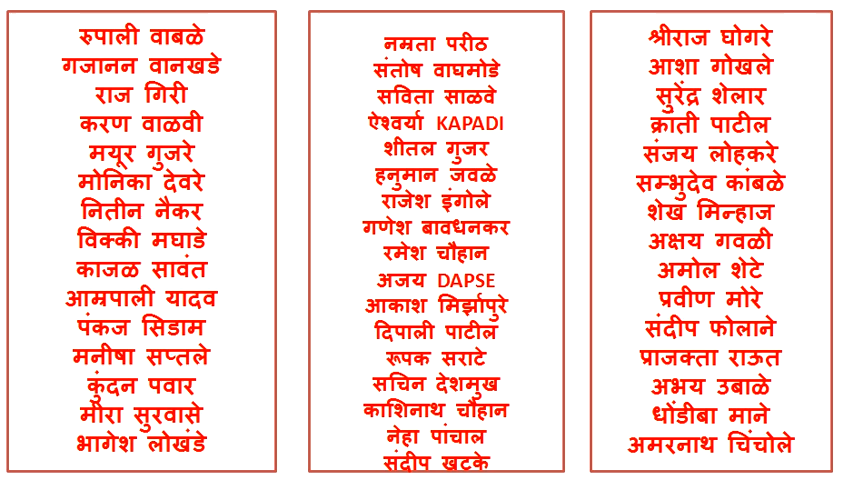 रुपाली वाबळे
गजानन वानखडे
राज गिरी
करण वाळवी
मयूर गुजरे
मोनिका देवरे
नितीन नैकर
विक्की मघाडे
काजळ सावंत
आम्रपाली यादव
पंकज सिडाम
मनीषा सप्तले
कुंदन पवार
मीरा सुरवासे
भागेश लोखंडे
नम्रता परीठ
संतोष वाघमोडे
सविता साळवे
ऐश्वर्या KAPADI
शीतल गुजर
हनुमान जवळे
राजेश इंगोले
गणेश बावधनकर
रमेश चौहान
अजय DAPSE
आकाश मिर्झापुरे
दिपाली पाटील
रूपक सराटे
सचिन देशमुख
काशिनाथ चौहान
नेहा पांचाल
संदीप खटके
श्रीराज घोगरे
आशा गोखले
सुरेंद्र शेलार
क्राती पाटील
संजय लोहकरे
सम्भुदेव कांबळे
शेख मिन्हाज
अक्षय गवळी
अमोल शेटे
प्रवीण मोरे
संदीप फोलाने
प्राजक्ता राऊत
अभय उबाळे
धोंडीबा माने
अमरनाथ चिंचोले